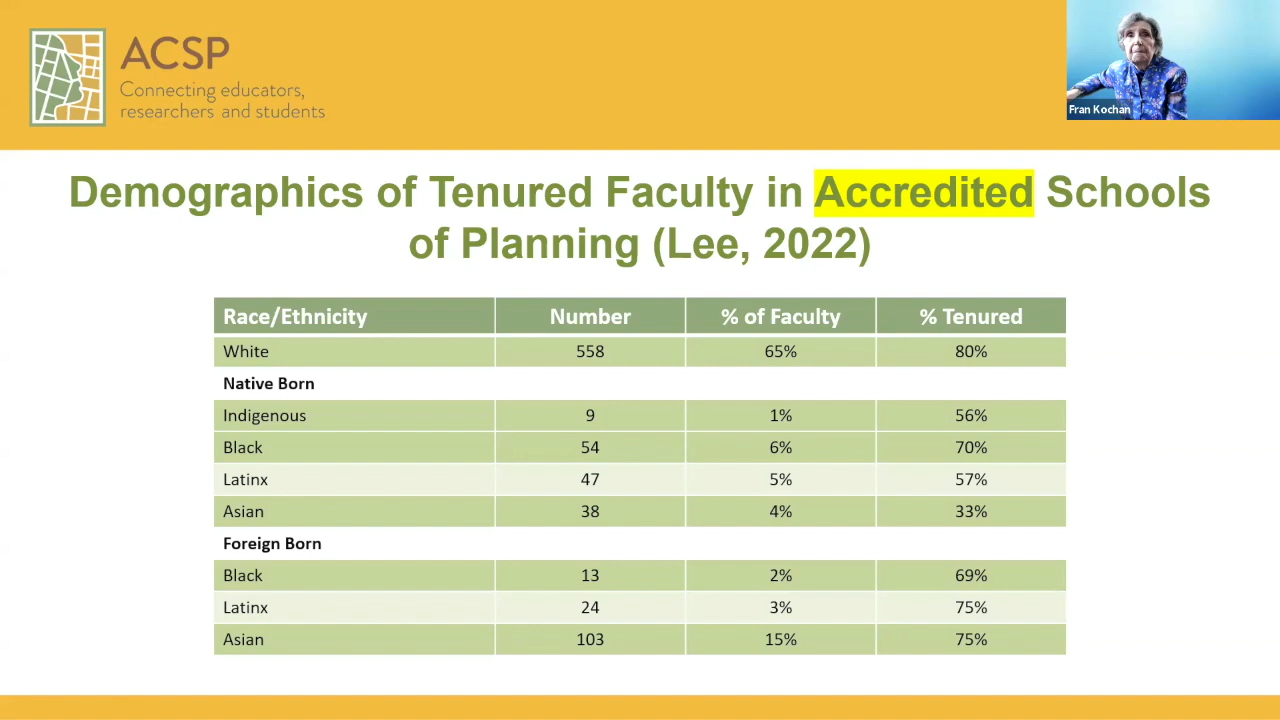 ACSP
Connecting educators,
researchers and students
Fran Kochan
Demographics of Tenured Faculty in Accredited Schools
of Planning (Lee, 2022)
Race/Ethnicity Number % of Faculty % Tenured
White 558 65% 80%
Native Born
Indigenous 9 1% 56%
Black 54 6% 70%
Latinx 47 5% 57%
Asian 38 4% 33%
Foreign Born
Black 13 2% 69%
Latinx 24 3% 75%
Asian 103 15% 75%